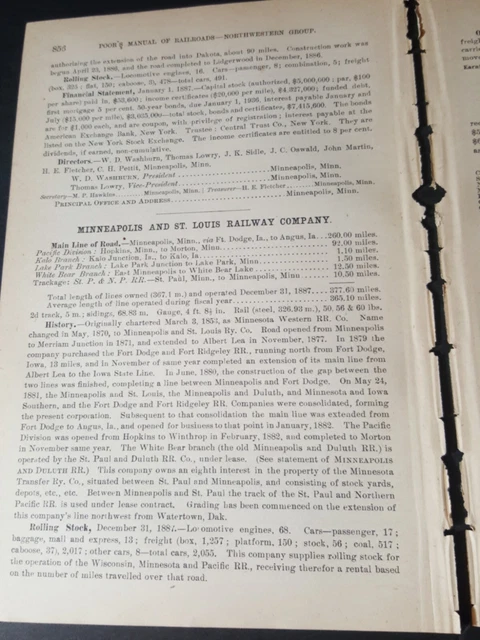 856 POOR'S MANUAL OF RAILROADS—NORTHWESTERN GROUP.
authorizing the extension of the road into Dakota, about 90 miles. Construction work was
began April 23, 1886, and the road completed to Lidgerwood in December, 1886.
Rolling Stock,—Locomotive engines, 16. Cars—passenger, 8; combination, 5; freight
(box, 325; flat, 150; caboose, 3), 478—total cars, 491.
Financial Statement, January 1, 1887.—Capital stock (authorized, $5,000,000; par, $100
per share) paid in, $53,600; income certificates ($20,000 per mile), $4,927,000; funded debt,
first mortgage 5 per cent. 50-year bonds, due January 1, 1936, interest payable January and
July ($15,000 per mile), —total stock, bonds and certificates, $7,415,600. The bonds
are for $1,000 each, and are coupon, with privilege of registration; interest payable at the
American Exchange Bank, New York. Trustee: Central Trust Co., New York. They are
listed on the New York Stock Exchange. The income certificates are entitled to 8 per cent.
dividends, if earned, non-cumulative.
Directors.—W. D. Washburn, Thomas Lowry, J. K. Sidle, J. C. Oswald, John Martin,
H. E. Fletcher, C. H. Pettit, Minneapolis, Minn.
W. D. WASHBURN, President Minneapolis, Minn.
Thomas Lowry, Vice-President Minneapolis, Minn.
Secretary—M. P. Hawkins Minneapolis, Minn. | Treasurer—H. E. Fletcher Minneapolis, Minn.
PRINCIPAL OFFICE AND ADDRESS Minneapolis, Minn.
MINNEAPOLIS AND ST. LOUIS RAILWAY COMPANY.
Main Line of Road.—Minneapolis, Minn., via Ft. Dodge, Ia., to Angus, Ia. 260.00 miles.
Pacific Division: Hopkins, Minn., to Morton, Minn. 92.00 miles.
Kalo Branch: Kalo Junction, Ia., to Kalo, Ia. 1.10 miles.
Lake Park Branch: Lake Park Junction to Lake Park, Minn. 1.50 miles.
White Bear Branch: East Minneapolis to White Bear Lake 12.50 miles.
Trackage: St. P. & N. P. RR.—St. Paul, Minn., to Minneapolis, Minn 10.50 miles.
Total length of lines owned (367.1 m.) and operated December 31, 1887 377.60 miles.
Average length of line operated during fiscal year 365.10 miles.
2d track, 5 m.; sidings, 68.83 m. Gauge, 4 ft. 8½ in. Rail (steel, 326.93 m.), 50, 56 & 60 lbs.
History.—Originally chartered March 3, 1853, as Minnesota Western RR. Co. Name
changed in May, 1870, to Minneapolis and St. Louis Ry. Co. Road opened from Minneapolis
to Merriam Junction in 1871, and extended to Albert Lea in November, 1877. In 1879 the
company purchased the Fort Dodge and Fort Ridgeley RR., running north from Fort Dodge,
Iowa, 13 miles, and in November of same year completed an extension of its main line from
Albert Lea to the Iowa State Line. In June, 1880, the construction of the gap between the
two lines was finished, completing a line between Minneapolis and Fort Dodge. On May 24,
1881, the Minneapolis and St. Louis, the Minneapolis and Duluth, and Minnesota and Iowa
Southern, and the Fort Dodge and Fort Ridgeley RR. Companies were consolidated, forming
the present corporation. Subsequent to that consolidation the main line was extended from
Fort Dodge to Angus, Ia., and opened for business to that point in January, 1882. The Pacific
Division was opened from Hopkins to Winthrop in February, 1882, and completed to Morton
in November same year. The White Bear branch (the old Minneapolis and Duluth RR.) is
operated by the St. Paul and Duluth RR. Co., under lease. (See statement of MINNEAPOLIS
AND DULUTH RR.) This company owns an eighth interest in the property of the Minnesota
Transfer Ry. Co., situated between St. Paul and Minneapolis, and consisting of stock yards,
depots, etc., etc. Between Minneapolis and St. Paul the track of the St. Paul and Northern
Pacific RR. is used under lease contract. Grading has been commenced on the extension of
this company's line northwest from Watertown, Dak.
Rolling Stock, December 31, 1887.—Locomotive engines, 68. Cars—passenger, 17;
baggage, mail and express, 13; freight (box, 1,257; platform, 150; stock, 56; coal, 517;
caboose, 37), 2,017; other cars, 8—total cars, 2,055. This company supplies rolling stock for
the operation of the Wisconsin, Minnesota and Pacific RR., receiving therefor a rental based
on the number of miles travelled over that road.